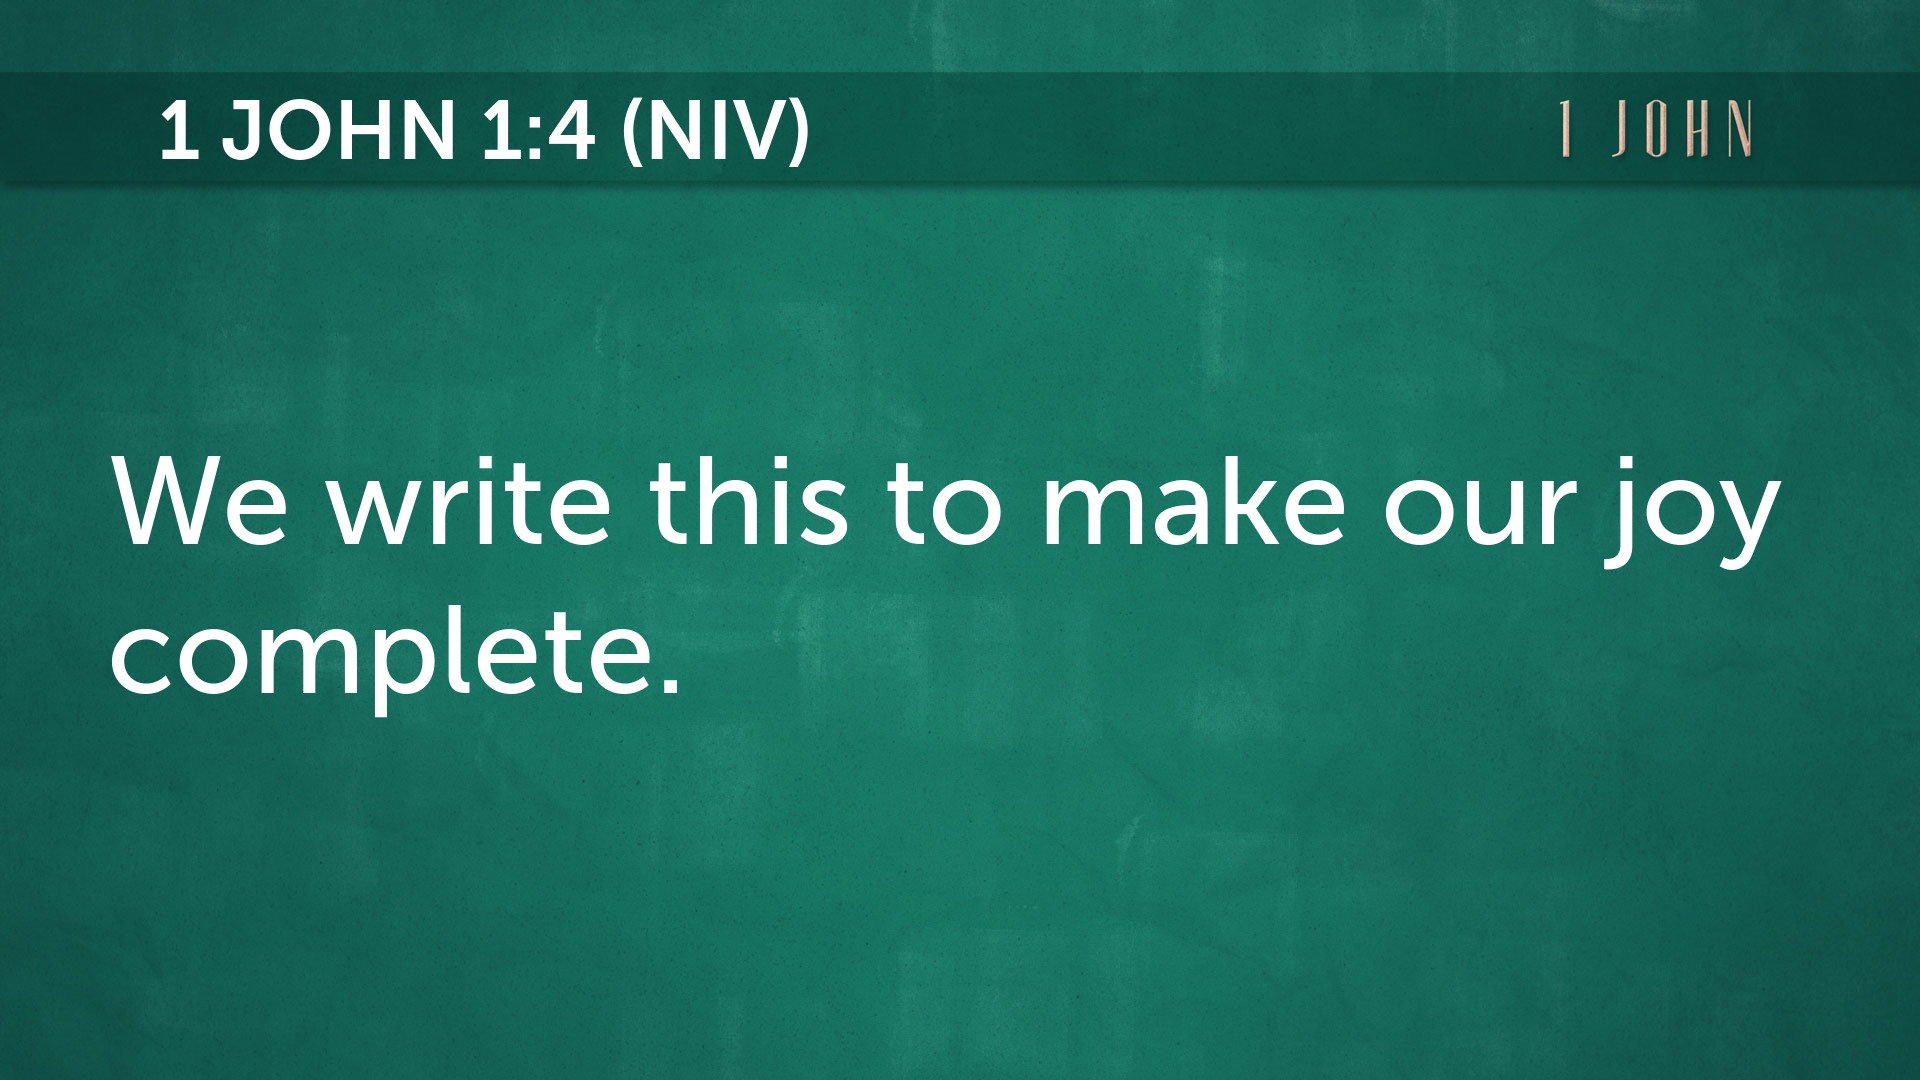 1 JOHN 1:4 (NIV)
1 JOHN
We write this to make our joy
complete.